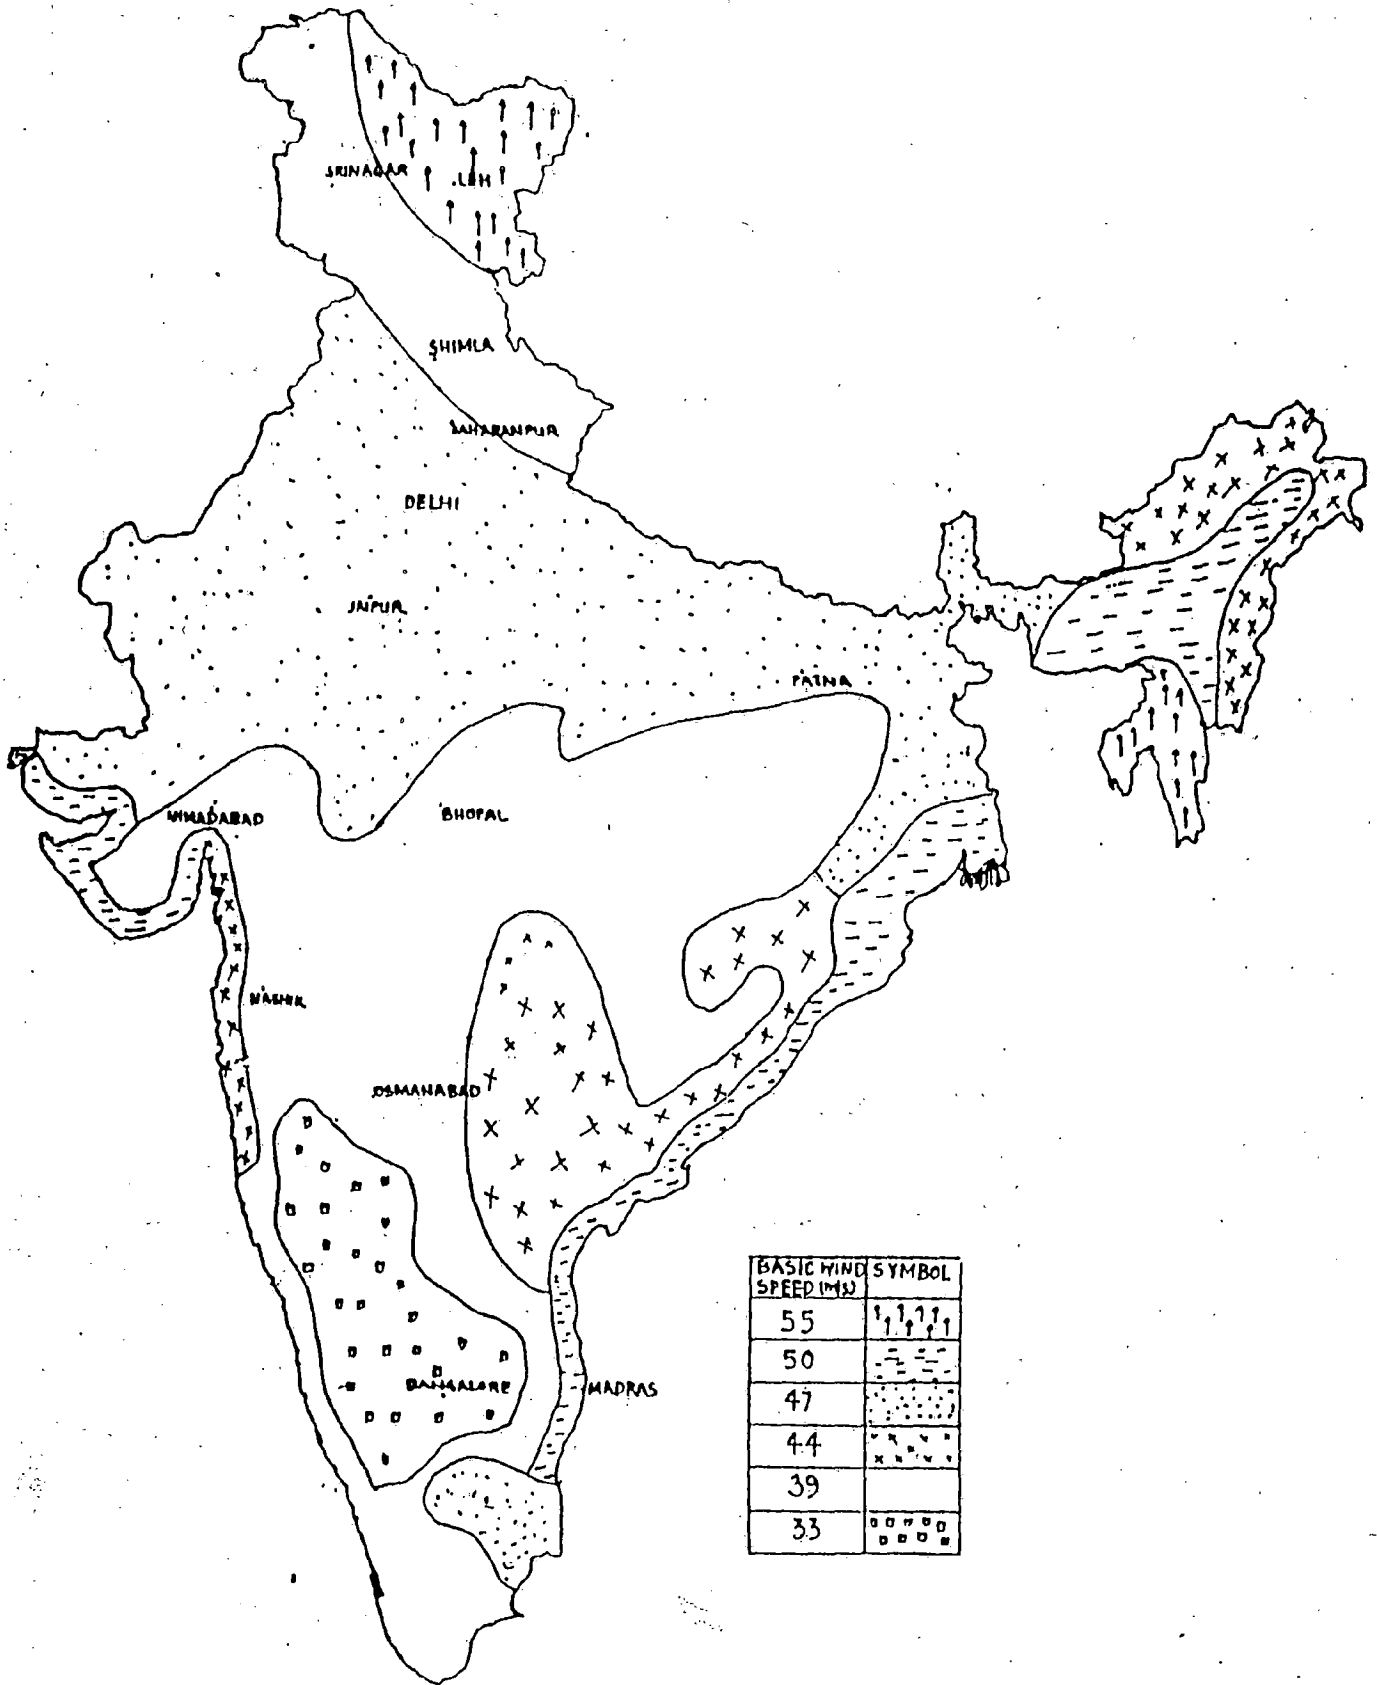 SRINAGAR
.LEH
SHIMLA
SAHARANPUR
DELHI
JAIPUR
PATNA
BHOPAL
NASHIK
OSMANABAD
BANGALORE
MADRAS
BASIC WIND SYMBOL
SPEED (M/S)
55
50
47
44
39
33